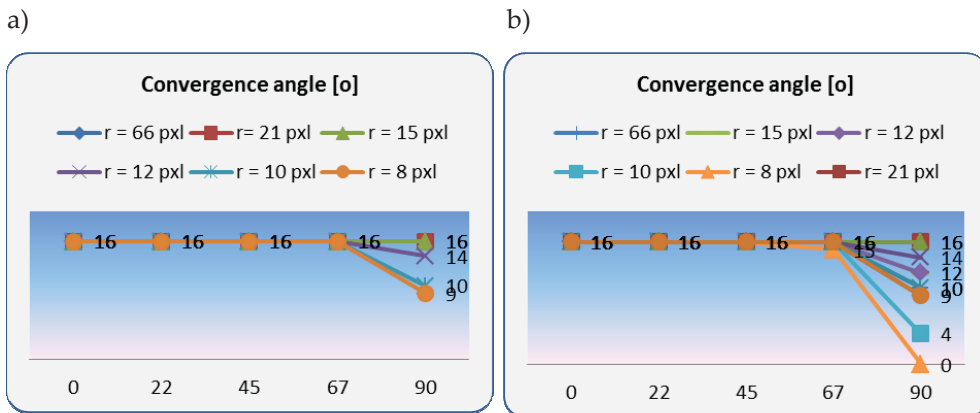 a)
Convergence angle [o]
r = 66 pxl r= 21 pxl r = 15 pxl
r = 12 pxl r = 10 pxl r = 8 pxl
16 16 16 16 16
14
10
9
0 22 45 67 90
b)
Convergence angle [o]
r = 66 pxl r = 15 pxl r = 12 pxl
r = 10 pxl r = 8 pxl r= 21 pxl
16 16 16 16 16
15
14
12
10
9
4
0
0 22 45 67 90